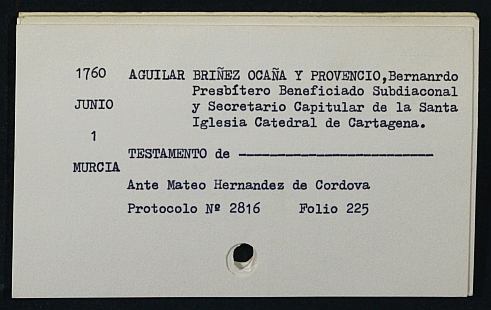 1760 AGUILAR BRIÑEZ OCAÑA Y PROVENCIO,Bernanrdo
Presbítero Beneficiado Subdiaconal
JUNIO y Secretario Capitular de la Santa
Iglesia Catedral de Cartagena.
1
TESTAMENTO de -------------------------
MURCIA
Ante Mateo Hernandez de Cordova
Protocolo Nº 2816 Folio 225